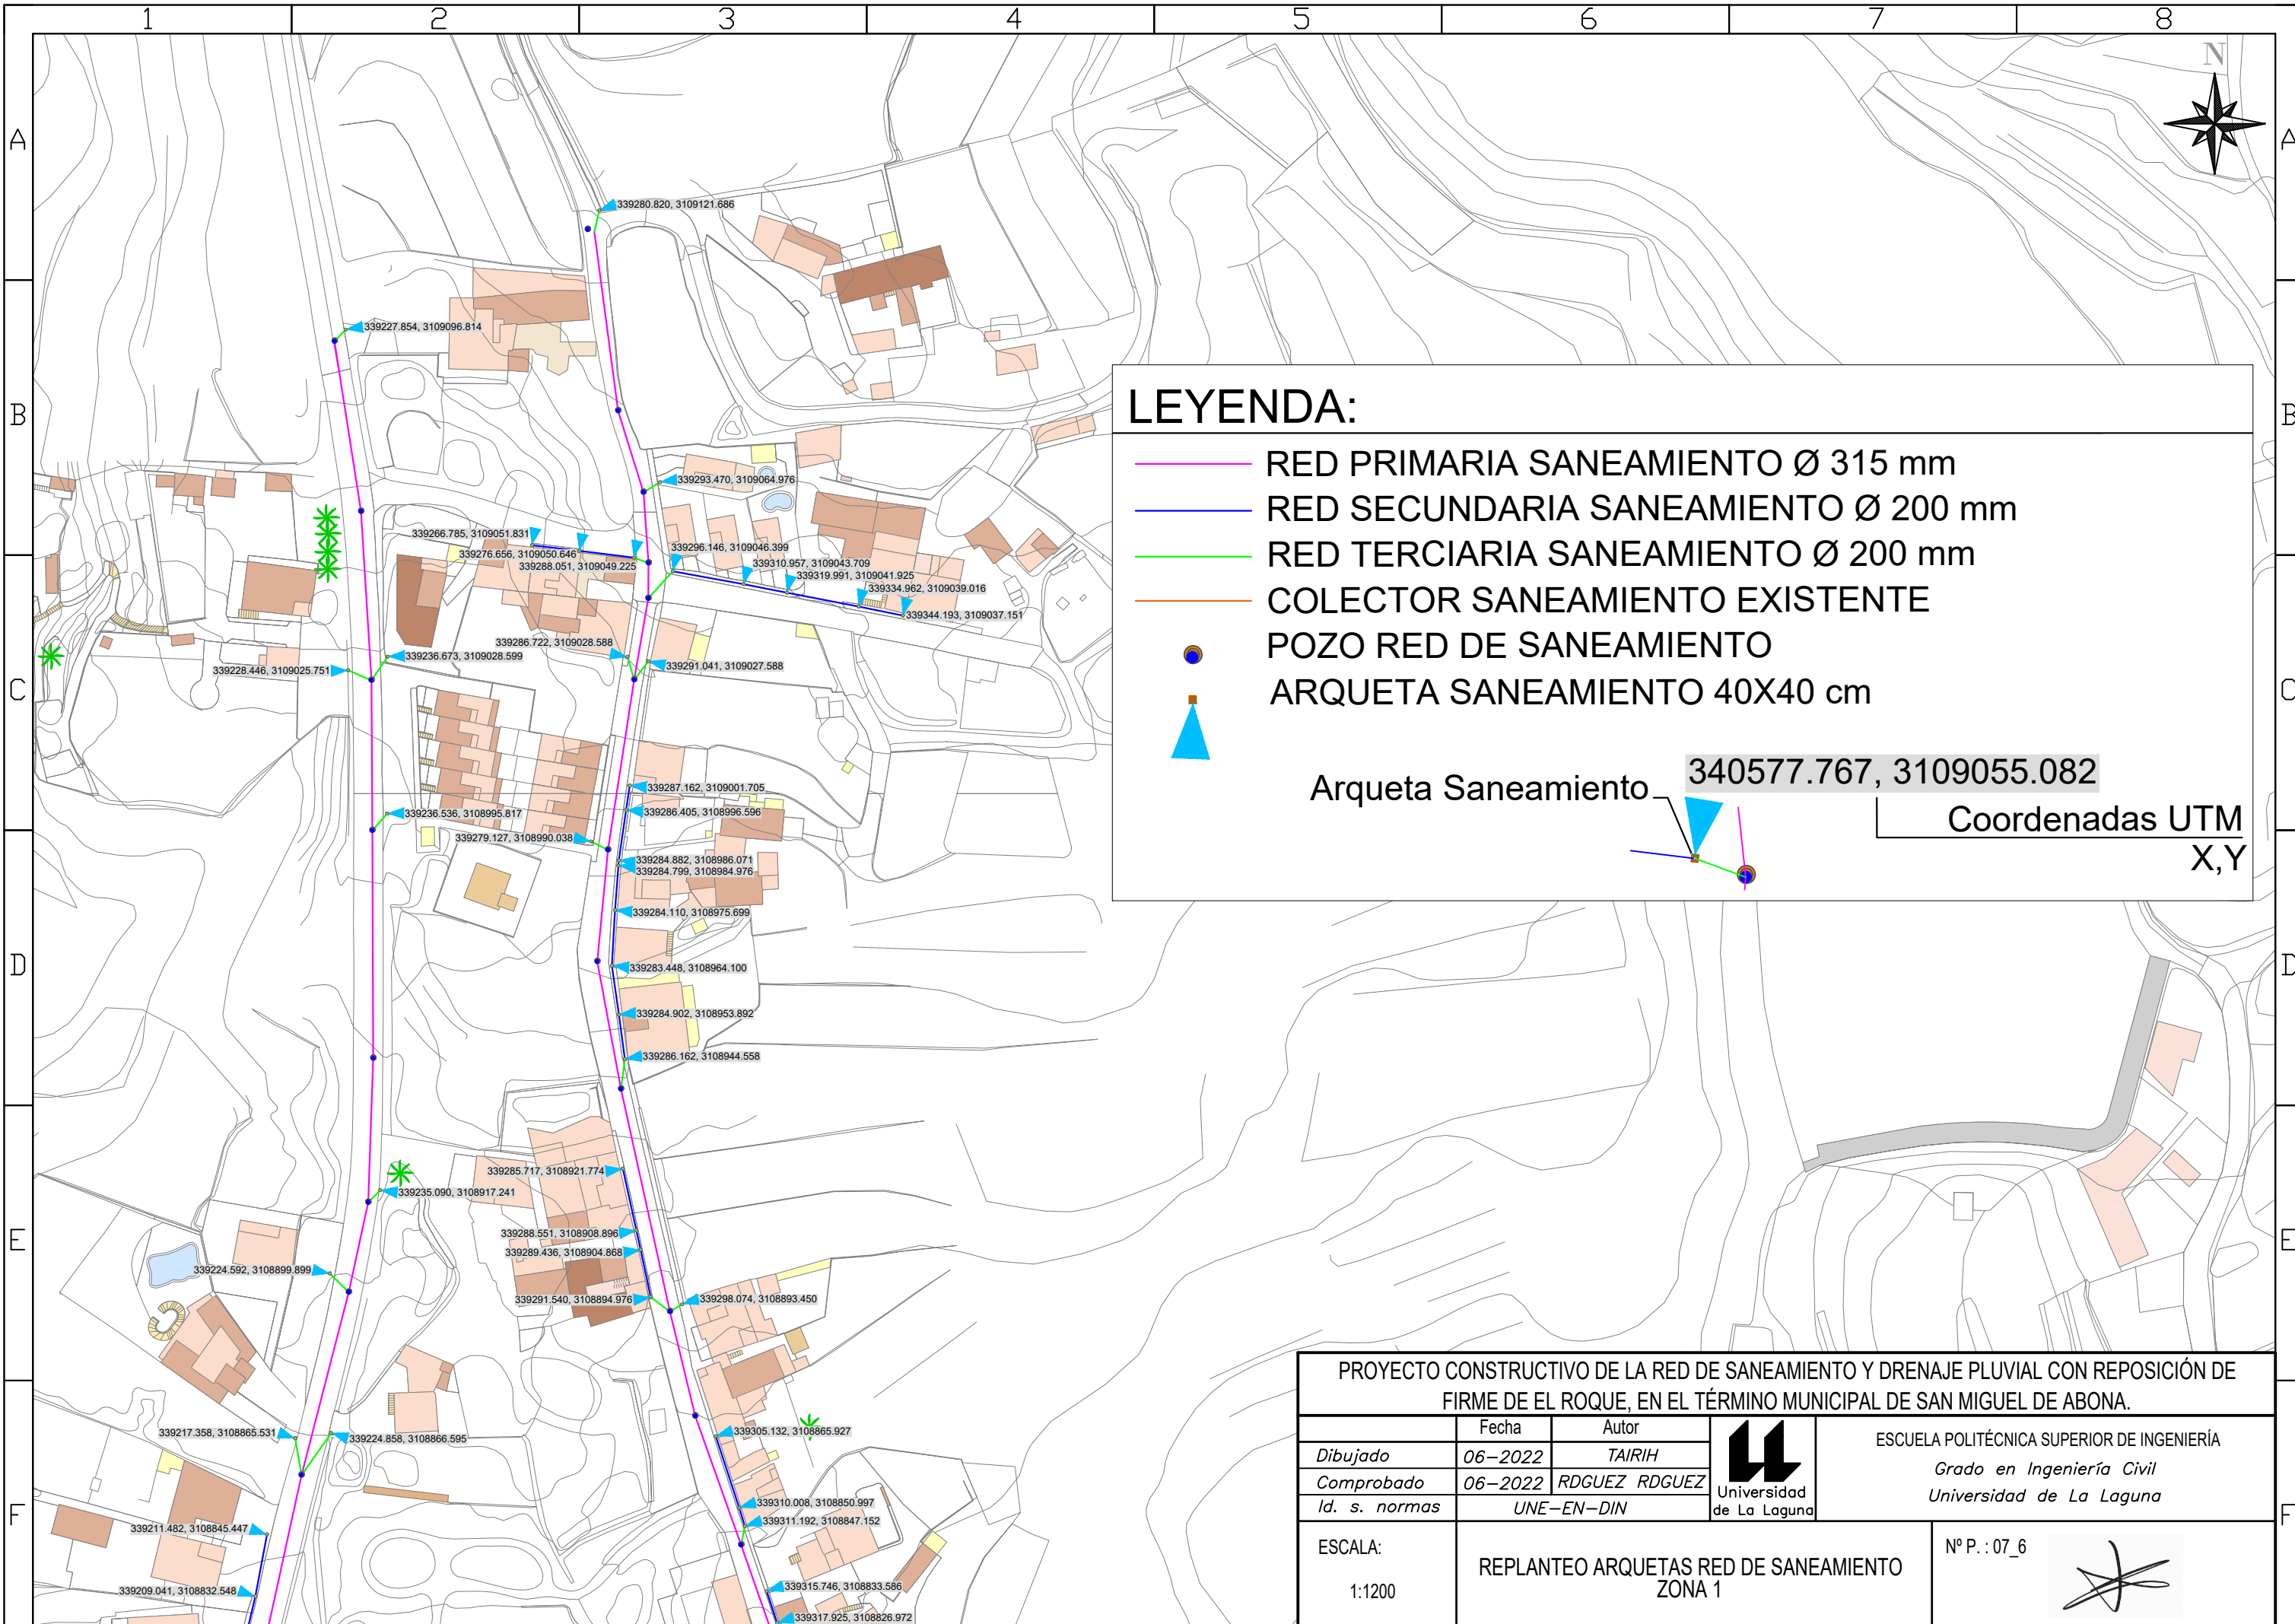 1 2 3 4 5 6 7 8
N
A A
339280.820, 3109121.686
339227.854, 3109096.814
B B
339293.470, 3109064.976
339266.785, 3109051.831
339276.656, 3109050.646
339288.051, 3109049.225
339296.146, 3109046.399
339310.957, 3109043.709
339319.991, 3109041.925
339334.962, 3109039.016
339344.193, 3109037.151
339286.722, 3109028.588
339236.673, 3109028.599
339291.041, 3109027.588
339228.446, 3109025.751
C C
339287.162, 3109001.705
339286.405, 3108996.596
339236.536, 3108995.817
339279.127, 3108990.038
339284.882, 3108986.071
339284.799, 3108984.976
339284.110, 3108975.699
D D
339283.448, 3108964.100
339284.902, 3108953.892
339286.162, 3108944.558
339285.717, 3108921.774
339235.090, 3108917.241
339288.551, 3108908.896
E E
339289.436, 3108904.868
339224.592, 3108899.899
339291.540, 3108894.976
339298.074, 3108893.450
339305.132, 3108865.927
339217.358, 3108865.531
339224.858, 3108866.595
339310.008, 3108850.997
F F
339311.192, 3108847.152
339211.482, 3108845.447
339315.746, 3108833.586
339209.041, 3108832.548
339317.925, 3108826.972
LEYENDA:
RED PRIMARIA SANEAMIENTO Ø 315 mm
RED SECUNDARIA SANEAMIENTO Ø 200 mm
RED TERCIARIA SANEAMIENTO Ø 200 mm
COLECTOR SANEAMIENTO EXISTENTE
POZO RED DE SANEAMIENTO
ARQUETA SANEAMIENTO 40X40 cm
Arqueta Saneamiento
340577.767, 3109055.082
Coordenadas UTM
X,Y
PROYECTO CONSTRUCTIVO DE LA RED DE SANEAMIENTO Y DRENAJE PLUVIAL CON REPOSICIÓN DE
FIRME DE EL ROQUE, EN EL TÉRMINO MUNICIPAL DE SAN MIGUEL DE ABONA.
Fecha Autor
Dibujado 06-2022 TAIRIH
Comprobado 06-2022 RDGUEZ RDGUEZ
Id. s. normas UNE-EN-DIN
Universidad
de La Laguna
ESCUELA POLITÉCNICA SUPERIOR DE INGENIERÍA
Grado en Ingeniería Civil
Universidad de La Laguna
ESCALA:
1:1200
REPLANTEO ARQUETAS RED DE SANEAMIENTO
ZONA 1
Nº P. : 07_6